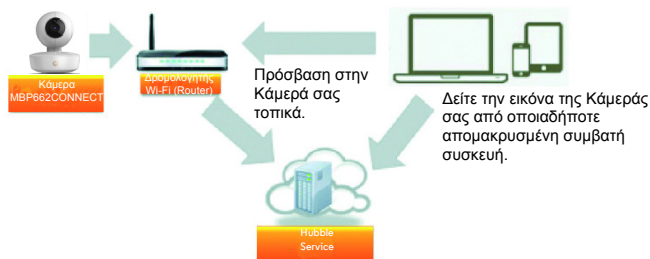 Κάμερα
MBP662CONNECT
Δρομολογητής
Wi-Fi (Router)
Πρόσβαση στην
Κάμερά σας
τοπικά.
Δείτε την εικόνα της Κάμεράς
σας από οποιαδήποτε
απομακρυσμένη συμβατή
συσκευή.
Hubble
Service